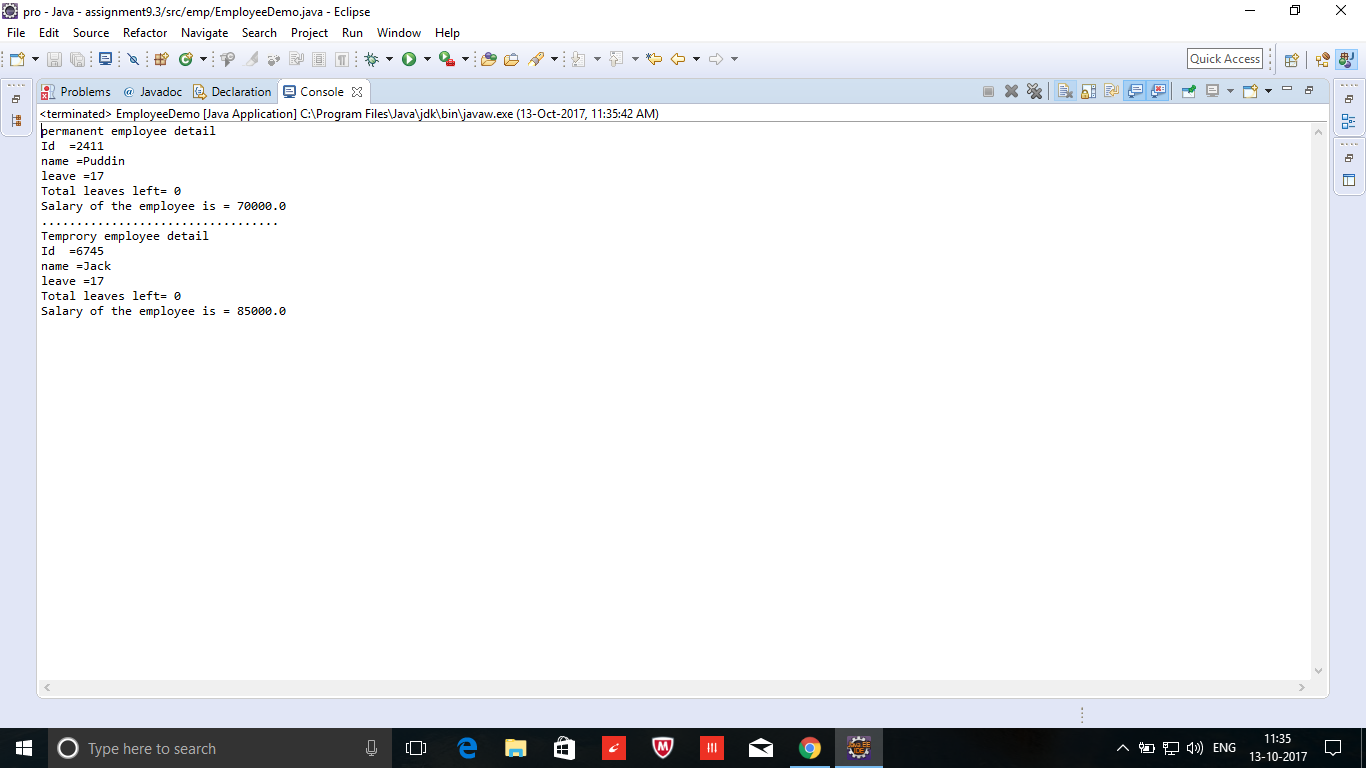 pro - Java - assignment9.3/src/emp/EmployeeDemo.java - Eclipse
File Edit Source Refactor Navigate Search Project Run Window Help
Quick Access
Problems @ Javadoc Declaration Console
<terminated> EmployeeDemo [Java Application] C:\Program Files\Java\jdk\bin\javaw.exe (13-Oct-2017, 11:35:42 AM)
permanent employee detail
Id  =2411
name =Puddin
leave =17
Total leaves left= 0
Salary of the employee is = 70000.0
..................................
Temprory employee detail
Id  =6745
name =Jack
leave =17
Total leaves left= 0
Salary of the employee is = 85000.0
Type here to search
ENG
11:35
13-10-2017